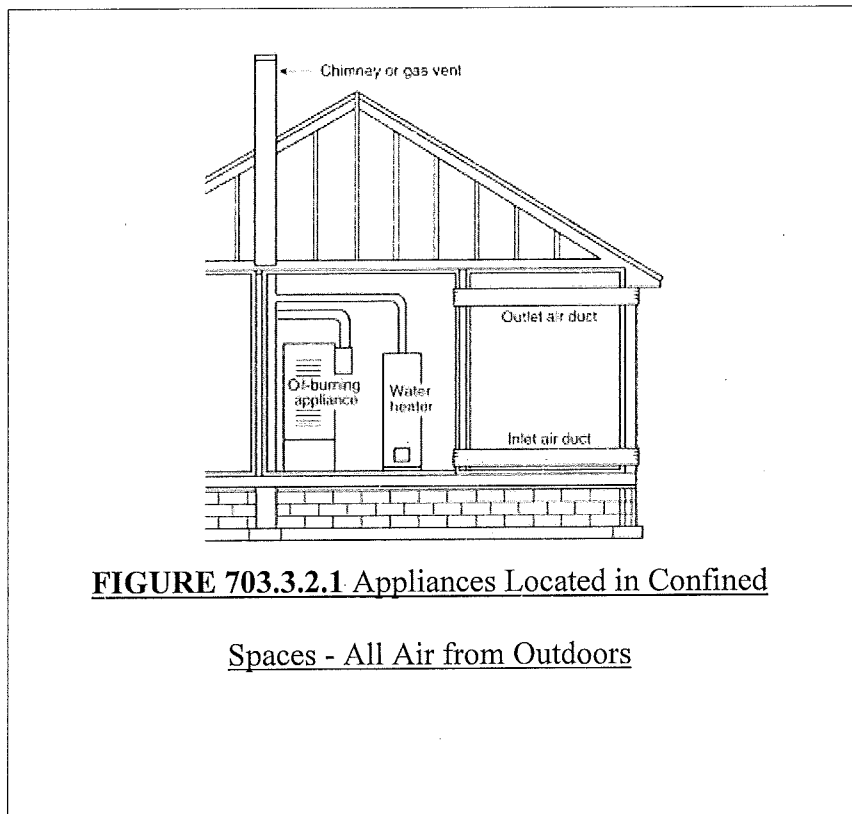 Chimney or gas vent
Outlet air duct
Oil-burning
appliance
Water
heater
Inlet air duct
FIGURE 703.3.2.1 Appliances Located in Confined
Spaces - All Air from Outdoors